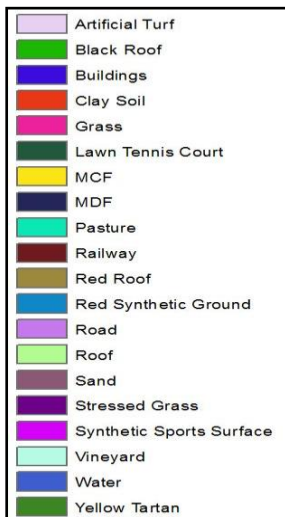 Artificial Turf
Black Roof
Buildings
Clay Soil
Grass
Lawn Tennis Court
MCF
MDF
Pasture
Railway
Red Roof
Red Synthetic Ground
Road
Roof
Sand
Stressed Grass
Synthetic Sports Surface
Vineyard
Water
Yellow Tartan